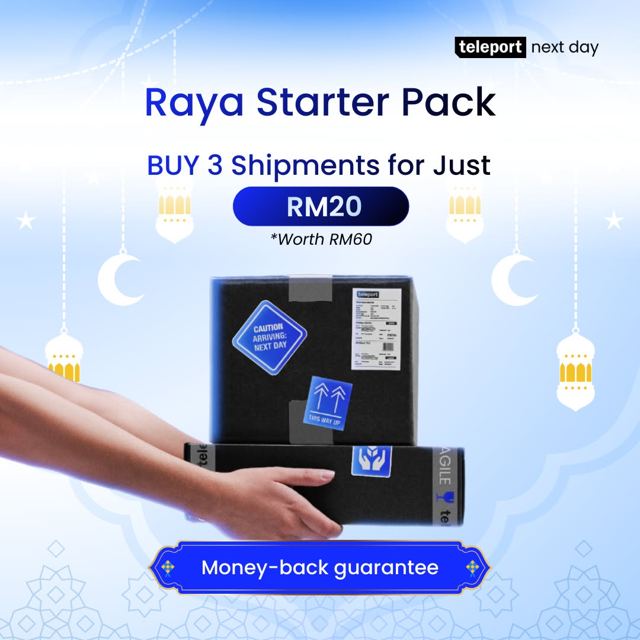 teleport next day
Raya Starter Pack
BUY 3 Shipments for Just
RM20
*Worth RM60
teleport
CAUTION
ARRIVING:
NEXT DAY
THIS WAY UP
tele
AGILE
te
Money-back guarantee